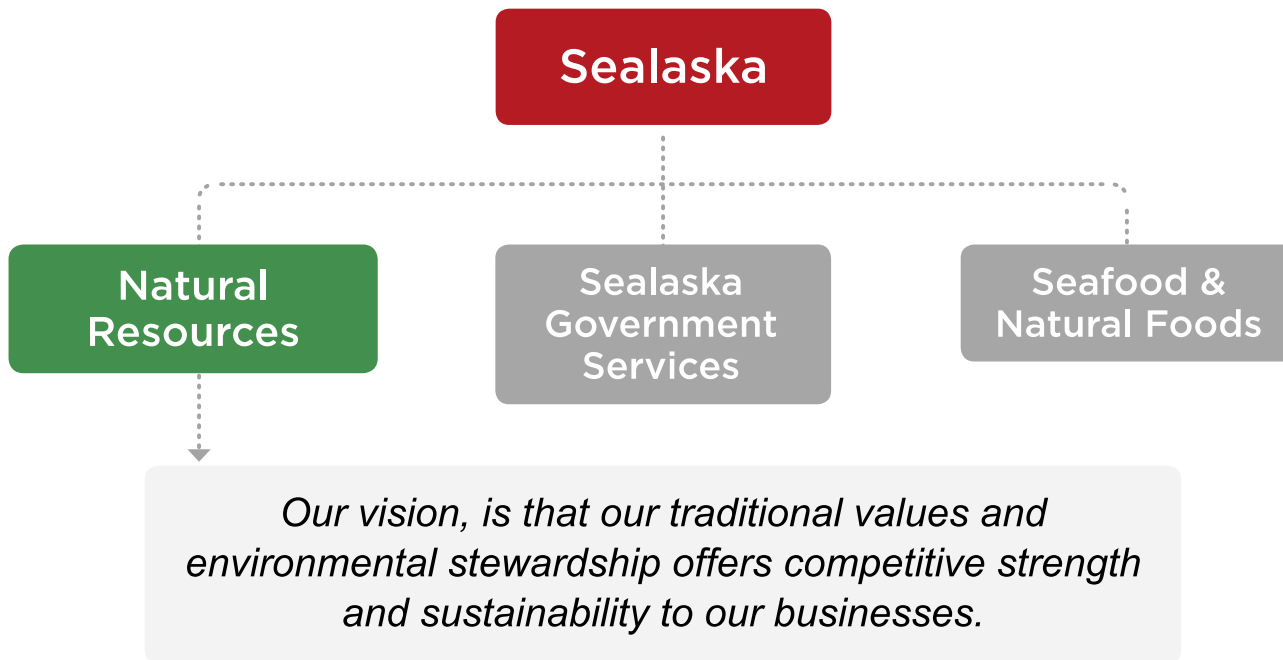 Sealaska
Natural
Resources
Sealaska
Government
Services
Seafood &
Natural Foods
Our vision, is that our traditional values and
environmental stewardship offers competitive strength
and sustainability to our businesses.